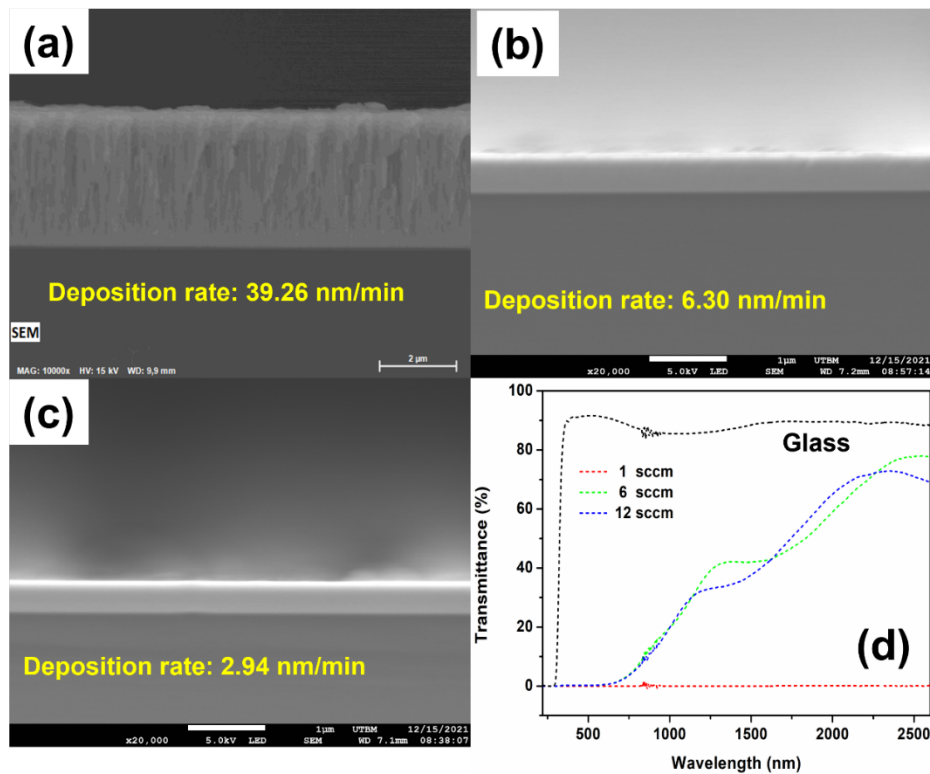 (a)
Deposition rate: 39.26 nm/min
SEM
2 µm
MAG: 10000x HV: 15 kV WD: 9,9 mm
(b)
Deposition rate: 6.30 nm/min
1µm UTBM 12/15/2021
x20,000 5.0kV LED SEM WD 7.2mm 08:57:14
(c)
Deposition rate: 2.94 nm/min
1µm UTBM 12/15/2021
x20,000 5.0kV LED SEM WD 7.1mm 08:38:07
100
80
60
40
20
0
Transmittance (%)
Glass
1 sccm
6 sccm
12 sccm
(d)
500 1000 1500 2000 2500
Wavelength (nm)